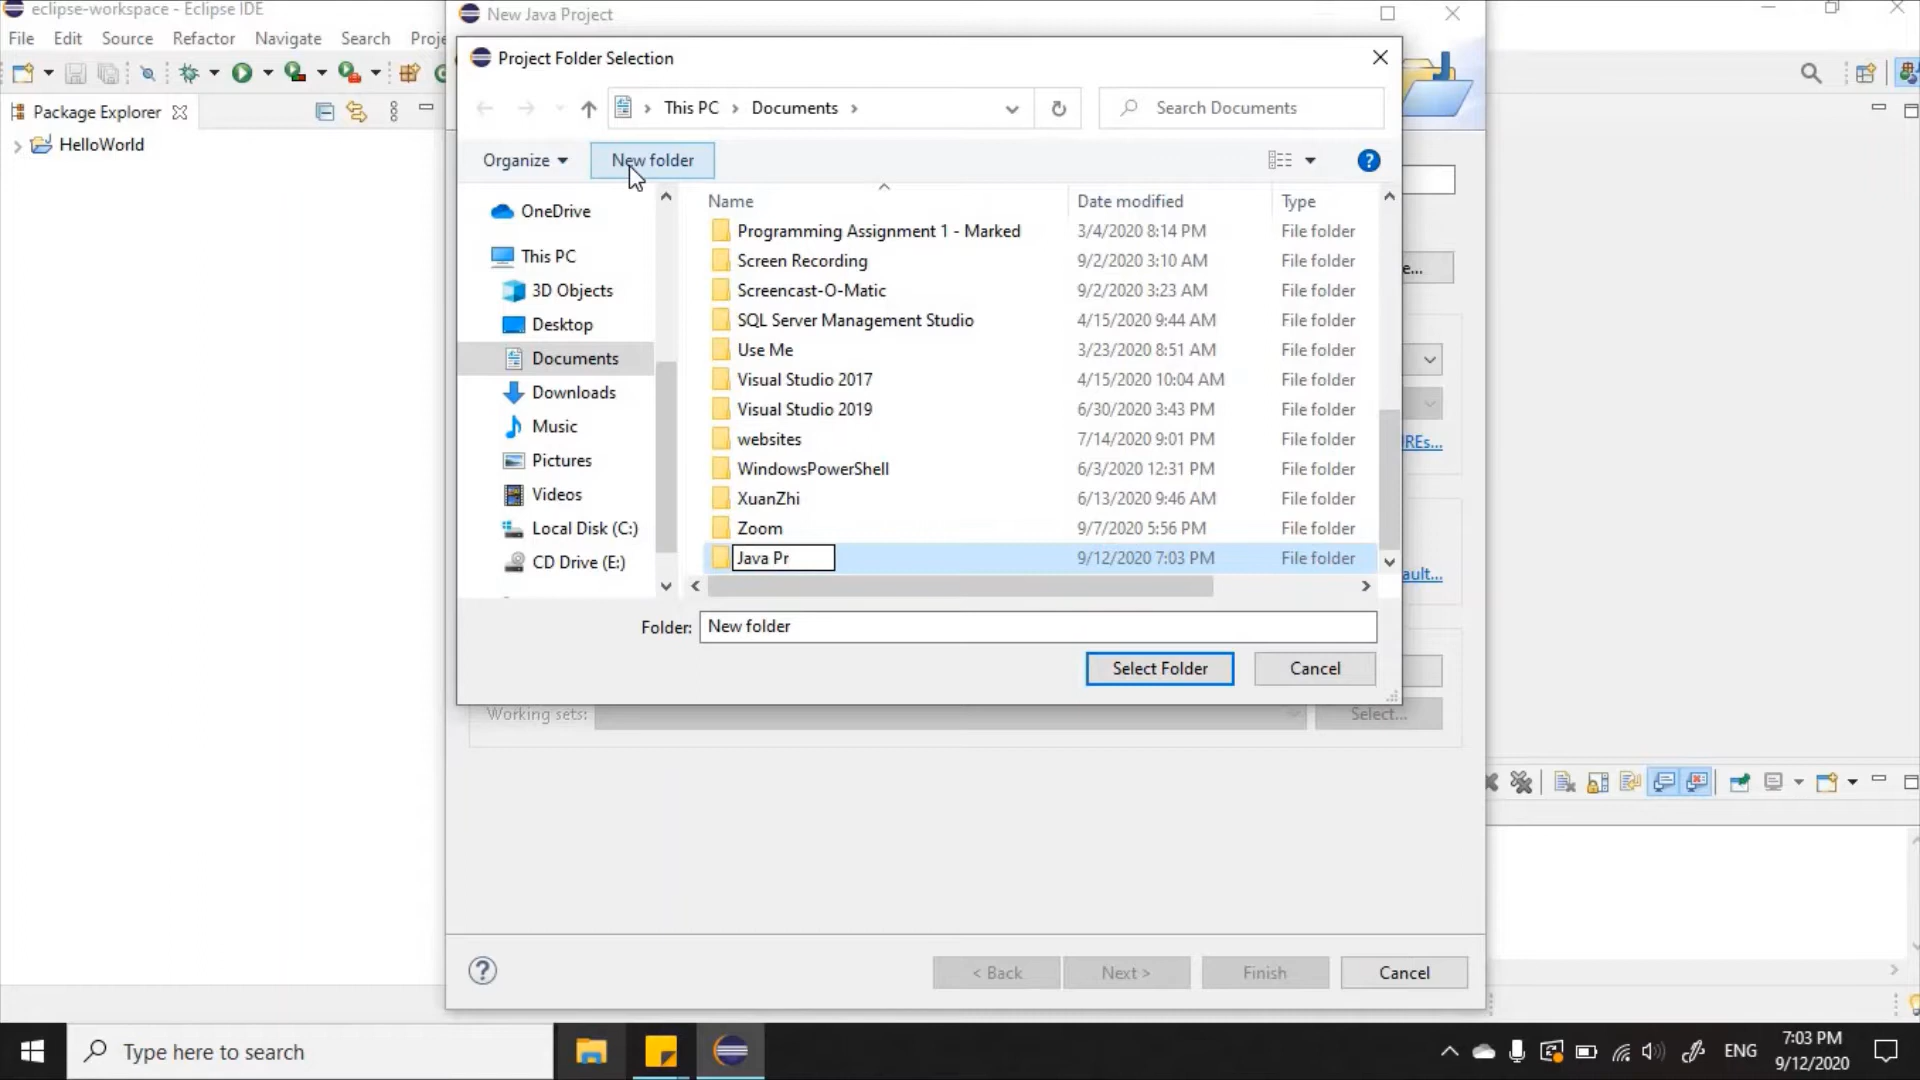 eclipse-workspace - Eclipse IDE
New Java Project
File Edit Source Refactor Navigate Search Proje
Project Folder Selection
Package Explorer
This PC > Documents >
Search Documents
HelloWorld
Organize
New folder
OneDrive
This PC
3D Objects
Desktop
Documents
Downloads
Music
Pictures
Videos
Local Disk (C:)
CD Drive (E:)
Name Date modified Type
Programming Assignment 1 - Marked 3/4/2020 8:14 PM File folder
Screen Recording 9/2/2020 3:10 AM File folder
Screencast-O-Matic 9/2/2020 3:23 AM File folder
SQL Server Management Studio 4/15/2020 9:44 AM File folder
Use Me 3/23/2020 8:51 AM File folder
Visual Studio 2017 4/15/2020 10:04 AM File folder
Visual Studio 2019 6/30/2020 3:43 PM File folder
websites 7/14/2020 9:01 PM File folder
WindowsPowerShell 6/3/2020 12:31 PM File folder
XuanZhi 6/13/2020 9:46 AM File folder
Zoom 9/7/2020 5:56 PM File folder
Java Pr 9/12/2020 7:03 PM File folder
e...
REs...
ault...
Folder: New folder
Select Folder Cancel
Working sets: Select...
< Back Next > Finish Cancel
Type here to search
ENG
7:03 PM
9/12/2020